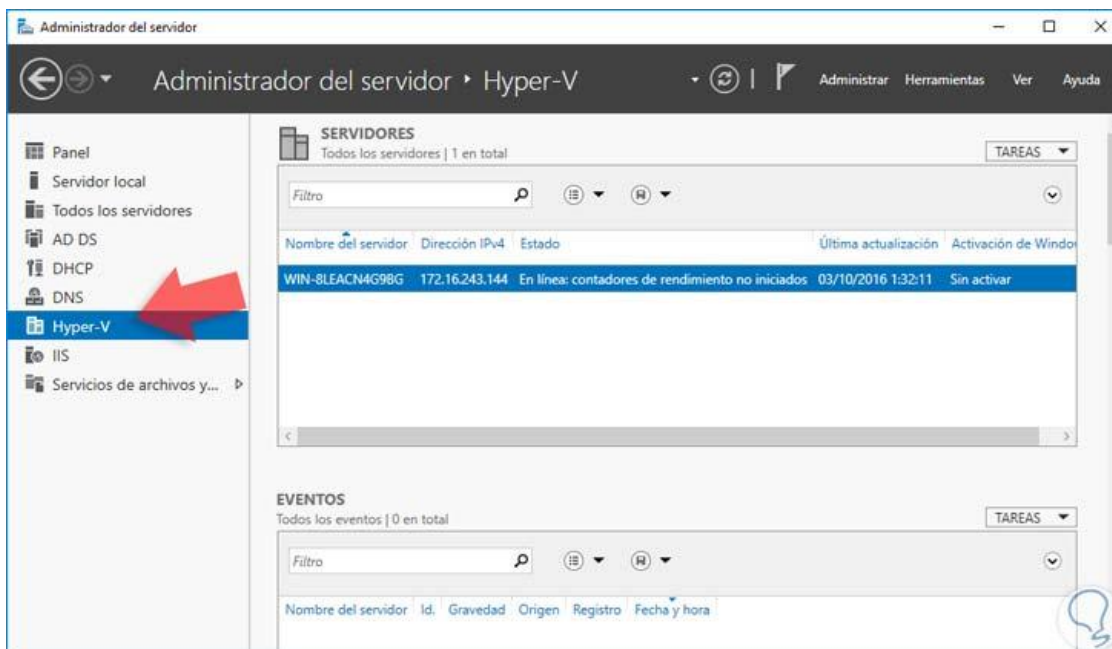 Administrador del servidor
Administrador del servidor ‣ Hyper-V
Administrar Herramientas Ver Ayuda
Panel
Servidor local
Todos los servidores
AD DS
DHCP
DNS
Hyper-V
IIS
Servicios de archivos y...
SERVIDORES
Todos los servidores | 1 en total
TAREAS
Filtro
Nombre del servidor Dirección IPv4 Estado Última actualización Activación de Window
WIN-8LEACN4G9BG 172.16.243.144 En línea: contadores de rendimiento no iniciados 03/10/2016 1:32:11 Sin activar
EVENTOS
Todos los eventos | 0 en total
TAREAS
Filtro
Nombre del servidor Id. Gravedad Origen Registro Fecha y hora